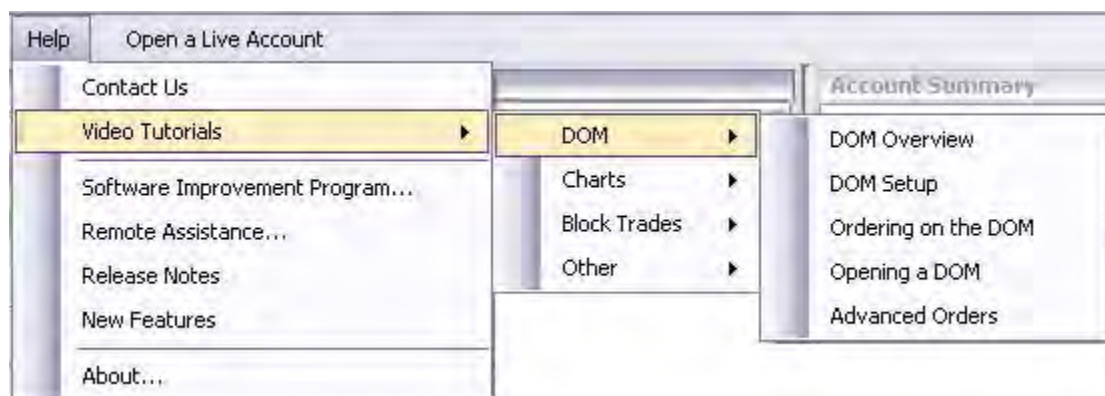 Help Open a Live Account
Contact Us
Video Tutorials
Software Improvement Program...
Remote Assistance...
Release Notes
New Features
About...
DOM
Charts
Block Trades
Other
Account Summary
DOM Overview
DOM Setup
Ordering on the DOM
Opening a DOM
Advanced Orders